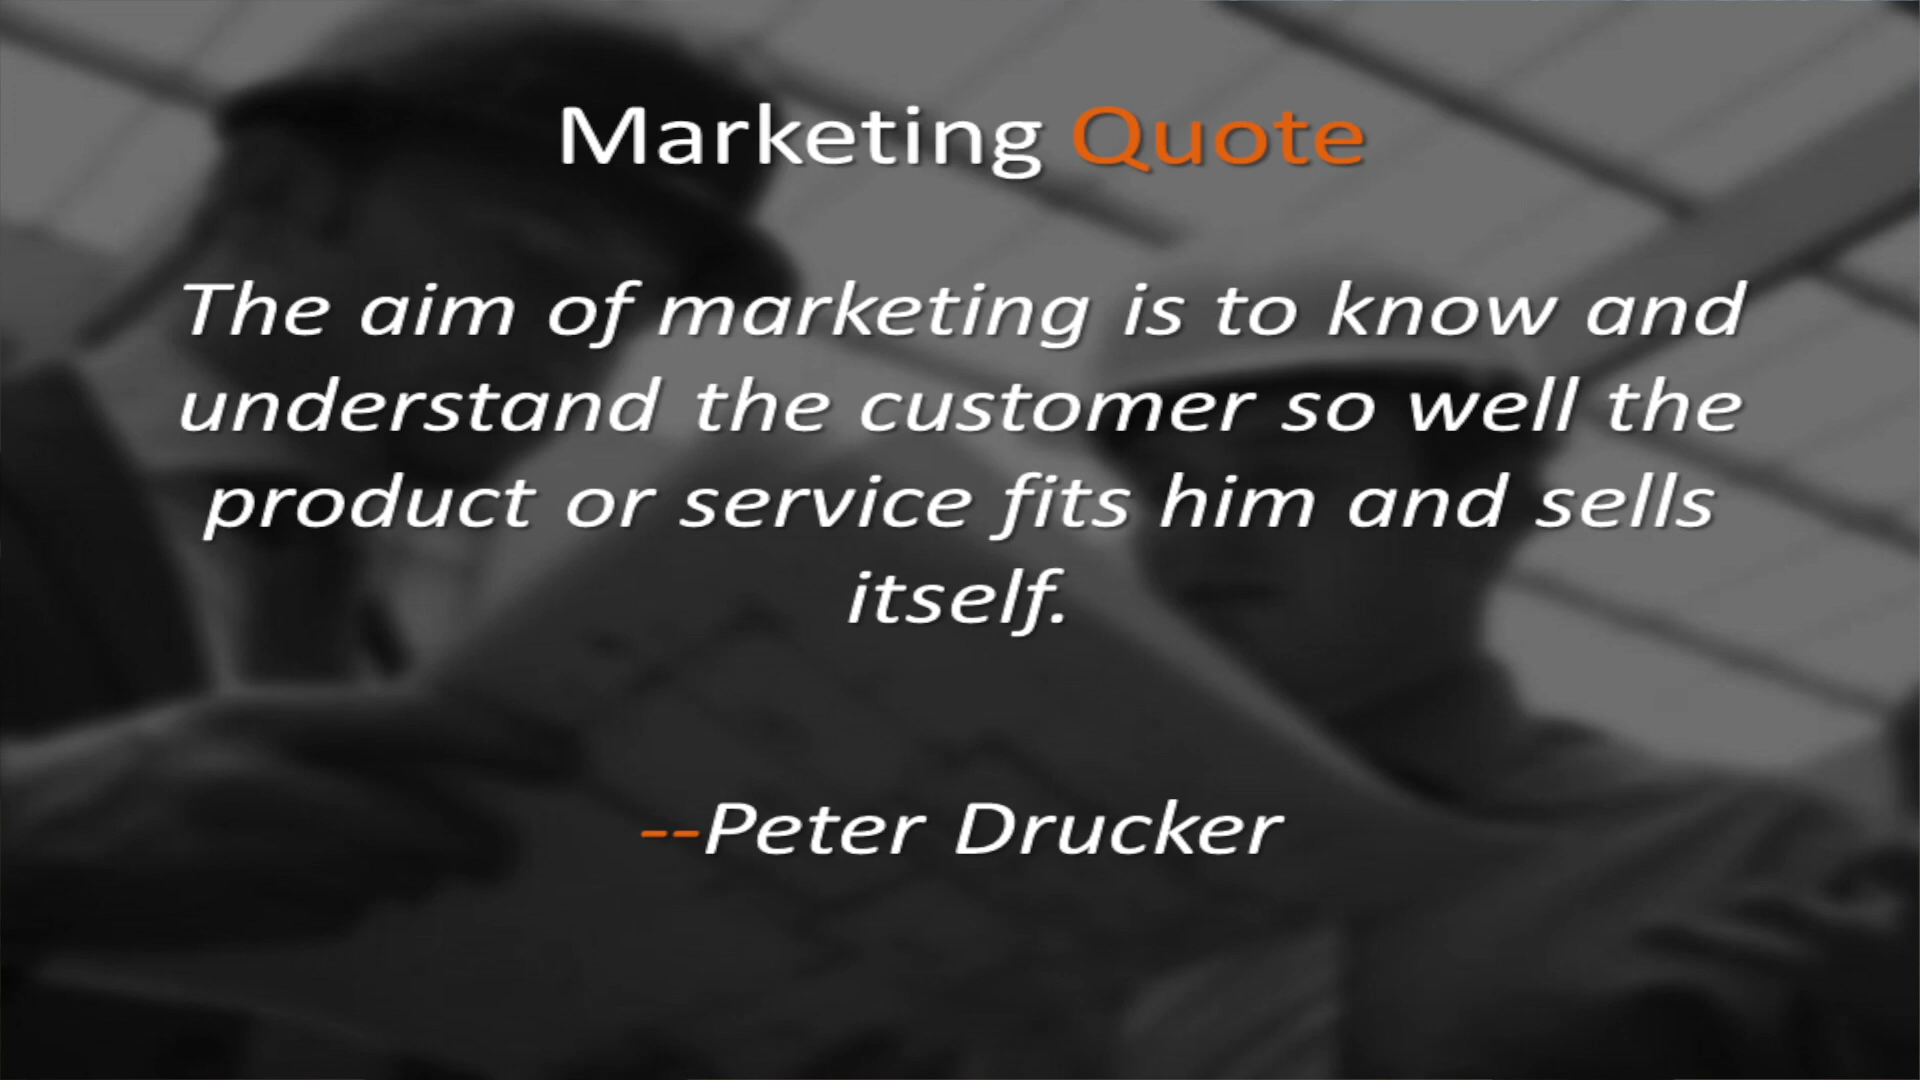 Marketing Quote
The aim of marketing is to know and
understand the customer so well the
product or service fits him and sells
itself.
--Peter Drucker